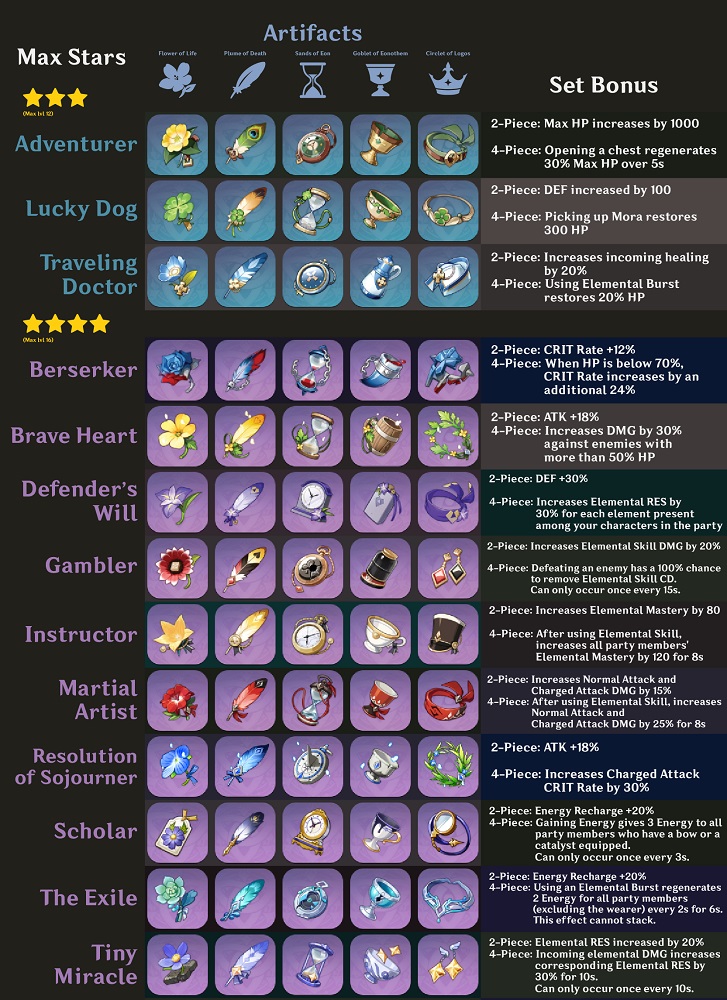 Artifacts
Max Stars
Flower of Life
Plume of Death
Sands of Eon
Goblet of Eonothem
Circlet of Logos
Set Bonus
(Max lvl 12)
Adventurer
2-Piece: Max HP increases by 1000
4-Piece: Opening a chest regenerates
30% Max HP over 5s
Lucky Dog
2-Piece: DEF increased by 100
4-Piece: Picking up Mora restores
300 HP
Traveling
Doctor
2-Piece: Increases incoming healing
by 20%
4-Piece: Using Elemental Burst
restores 20% HP
(Max lvl 16)
Berserker
2-Piece: CRIT Rate +12%
4-Piece: When HP is below 70%,
CRIT Rate increases by an
additional 24%
Brave Heart
2-Piece: ATK +18%
4-Piece: Increases DMG by 30%
against enemies with
more than 50% HP
Defender's
Will
2-Piece: DEF +30%
4-Piece: Increases Elemental RES by
30% for each element present
among your characters in the party
Gambler
2-Piece: Increases Elemental Skill DMG by 20%
4-Piece: Defeating an enemy has a 100% chance
to remove Elemental Skill CD.
Can only occur once every 15s.
Instructor
2-Piece: Increases Elemental Mastery by 80
4-Piece: After using Elemental Skill,
increases all party members'
Elemental Mastery by 120 for 8s
Martial
Artist
2-Piece: Increases Normal Attack and
Charged Attack DMG by 15%
4-Piece: After using Elemental Skill, increases
Normal Attack and
Charged Attack DMG by 25% for 8s
Resolution
of Sojourner
2-Piece: ATK +18%
4-Piece: Increases Charged Attack
CRIT Rate by 30%
Scholar
2-Piece: Energy Recharge +20%
4-Piece: Gaining Energy gives 3 Energy to all
party members who have a bow or a
catalyst equipped.
Can only occur once every 3s.
The Exile
2-Piece: Energy Recharge +20%
4-Piece: Using an Elemental Burst regenerates
2 Energy for all party members
(excluding the wearer) every 2s for 6s.
This effect cannot stack.
Tiny
Miracle
2-Piece: Elemental RES increased by 20%
4-Piece: Incoming elemental DMG increases
corresponding Elemental RES by
30% for 10s.
Can only occur once every 10s.